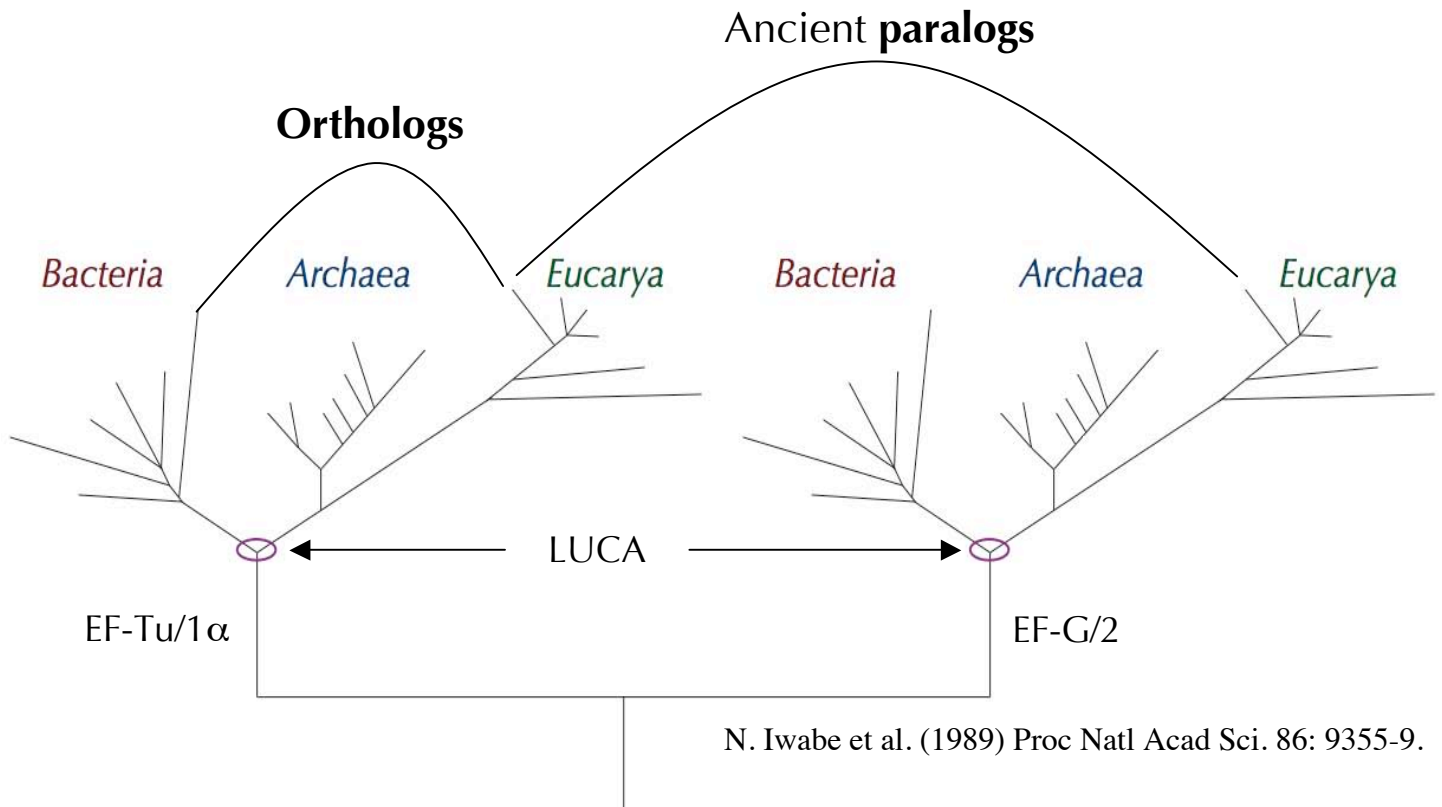 Ancient paralogs
Orthologs
Bacteria
Archaea
Eucarya
Bacteria
Archaea
Eucarya
LUCA
EF-Tu/1α
EF-G/2
N. Iwabe et al. (1989) Proc Natl Acad Sci. 86: 9355-9.